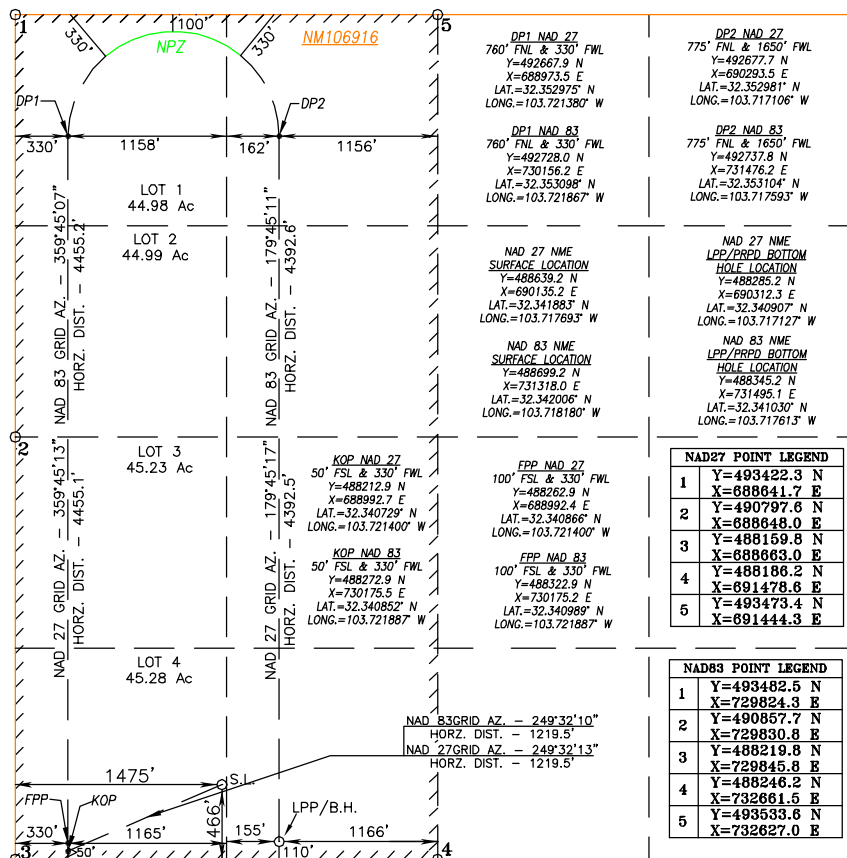 1
5
330'
100'
330'
NPZ
NM106916
DP1
DP2
330'
1158'
162'
1156'
LOT 1
44.98 Ac
LOT 2
44.99 Ac
NAD 83 GRID AZ. – 359°45'07"
HORZ. DIST. – 4455.2'
NAD 83 GRID AZ. – 179°45'11"
HORZ. DIST. – 4392.6'
2
LOT 3
45.23 Ac
NAD 27 GRID AZ. – 359°45'13"
HORZ. DIST. – 4455.1'
NAD 27 GRID AZ. – 179°45'17"
HORZ. DIST. – 4392.5'
LOT 4
45.28 Ac
NAD 83GRID AZ. – 249°32'10"
HORZ. DIST. – 1219.5'
NAD 27GRID AZ. – 249°32'13"
HORZ. DIST. – 1219.5'
1475'
S.L.
466'
FPP
KOP
LPP/B.H.
330'
1165'
155'
1166'
50'
110'
3
4
DP1 NAD 27
760' FNL & 330' FWL
Y=492667.9 N
X=688973.5 E
LAT.=32.352975° N
LONG.=103.721380° W
DP2 NAD 27
775' FNL & 1650' FWL
Y=492677.7 N
X=690293.5 E
LAT.=32.352981° N
LONG.=103.717106° W
DP1 NAD 83
760' FNL & 330' FWL
Y=492728.0 N
X=730156.2 E
LAT.=32.353098° N
LONG.=103.721867° W
DP2 NAD 83
775' FNL & 1650' FWL
Y=492737.8 N
X=731476.2 E
LAT.=32.353104° N
LONG.=103.717593° W
NAD 27 NME
SURFACE LOCATION
Y=488639.2 N
X=690135.2 E
LAT.=32.341883° N
LONG.=103.717693° W
NAD 27 NME
LPP/PRPD BOTTOM
HOLE LOCATION
Y=488285.2 N
X=690312.3 E
LAT.=32.340907° N
LONG.=103.717127° W
NAD 83 NME
SURFACE LOCATION
Y=488699.2 N
X=731318.0 E
LAT.=32.342006° N
LONG.=103.718180° W
NAD 83 NME
LPP/PRPD BOTTOM
HOLE LOCATION
Y=488345.2 N
X=731495.1 E
LAT.=32.341030° N
LONG.=103.717613° W
KOP NAD 27
50' FSL & 330' FWL
Y=488212.9 N
X=688992.7 E
LAT.=32.340729° N
LONG.=103.721400° W
FPP NAD 27
100' FSL & 330' FWL
Y=488262.9 N
X=688992.4 E
LAT.=32.340866° N
LONG.=103.721400° W
KOP NAD 83
50' FSL & 330' FWL
Y=488272.9 N
X=730175.5 E
LAT.=32.340852° N
LONG.=103.721887° W
FPP NAD 83
100' FSL & 330' FWL
Y=488322.9 N
X=730175.2 E
LAT.=32.340989° N
LONG.=103.721887° W
NAD27 POINT LEGEND
1 Y=493422.3 N
X=688641.7 E
2 Y=490797.6 N
X=688648.0 E
3 Y=488159.8 N
X=688663.0 E
4 Y=488186.2 N
X=691478.6 E
5 Y=493473.4 N
X=691444.3 E
NAD83 POINT LEGEND
1 Y=493482.5 N
X=729824.3 E
2 Y=490857.7 N
X=729830.8 E
3 Y=488219.8 N
X=729845.8 E
4 Y=488246.2 N
X=732661.5 E
5 Y=493533.6 N
X=732627.0 E